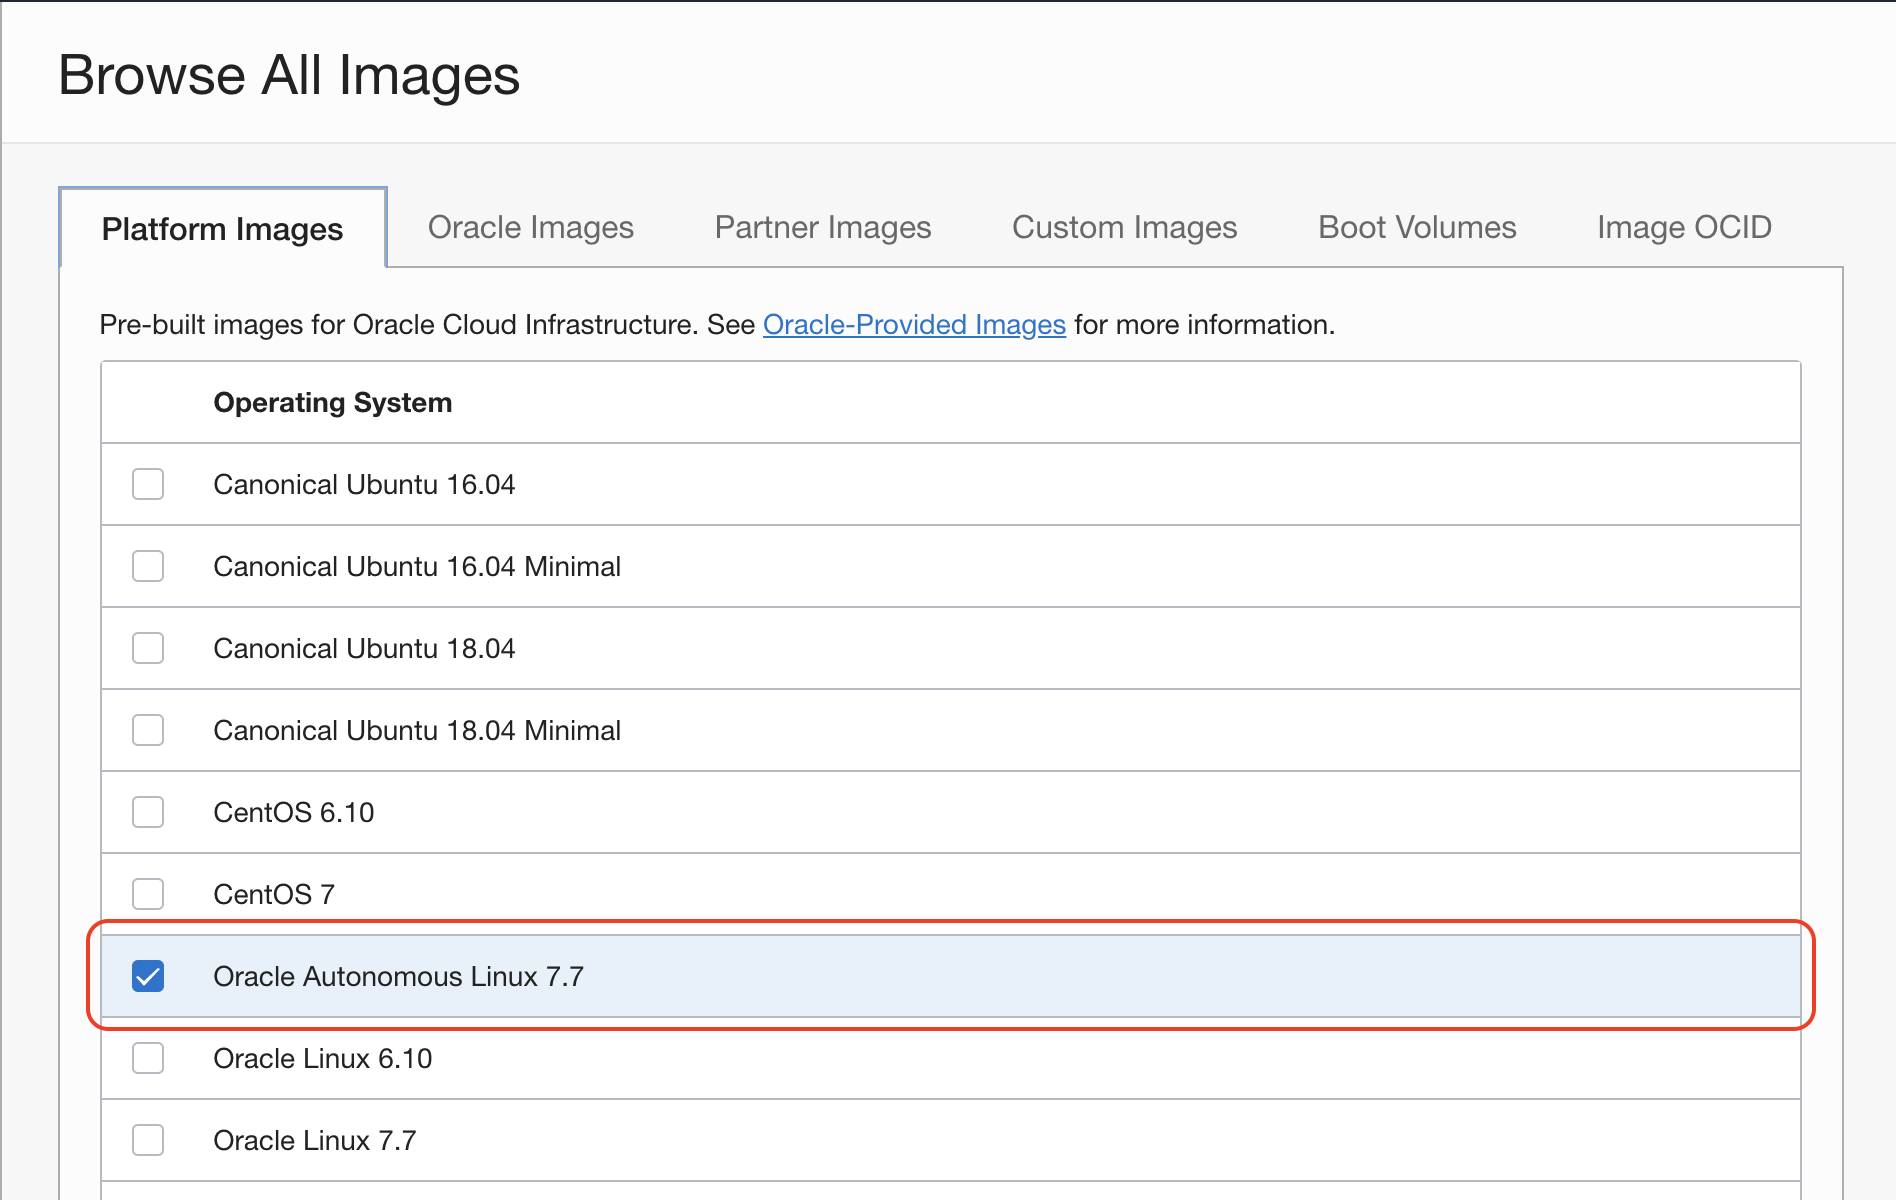 Browse All Images
Platform Images
Oracle Images
Partner Images
Custom Images
Boot Volumes
Image OCID
Pre-built images for Oracle Cloud Infrastructure. See Oracle-Provided Images for more information.
Operating System
Canonical Ubuntu 16.04
Canonical Ubuntu 16.04 Minimal
Canonical Ubuntu 18.04
Canonical Ubuntu 18.04 Minimal
CentOS 6.10
CentOS 7
Oracle Autonomous Linux 7.7
Oracle Linux 6.10
Oracle Linux 7.7